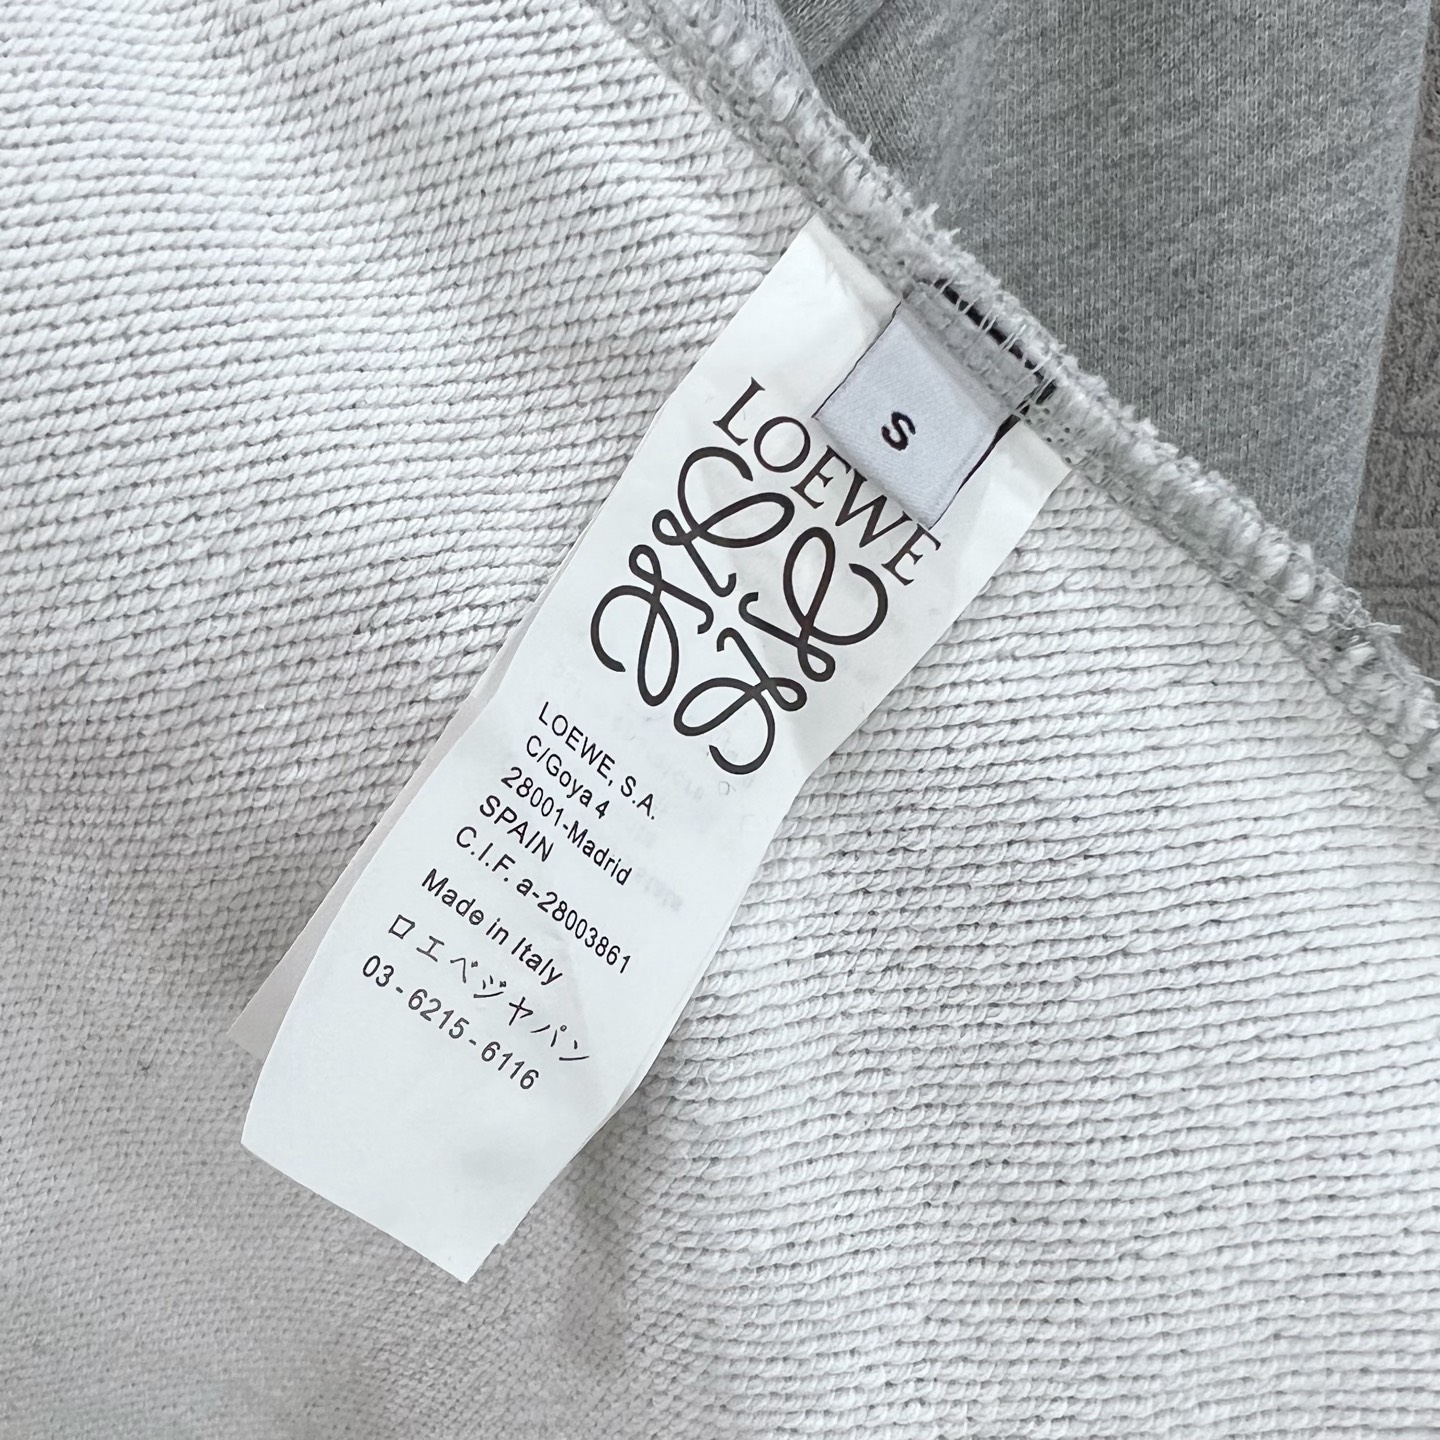 S
LOEWE
LOEWE, S.A.
C/Goya 4
28001-Madrid
SPAIN
C.I.F. a-28003861
Made in Italy
ロエベジャパン
03-6215-6116